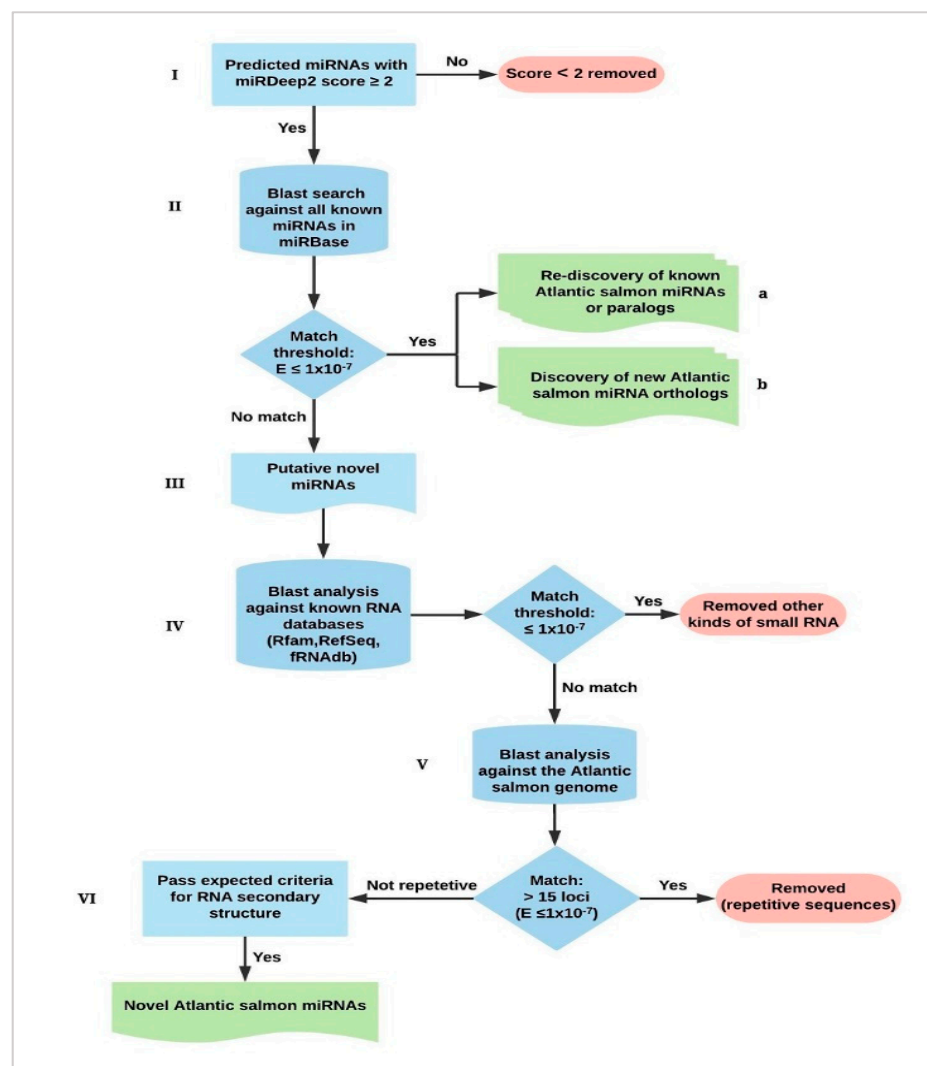 I
Predicted miRNAs with
miRDeep2 score ≥ 2
No
Score < 2 removed
Yes
II
Blast search
against all known
miRNAs in
miRBase
Re-discovery of known
Atlantic salmon miRNAs
or paralogs
a
Match
threshold:
E ≤ 1x10⁻⁷
Yes
Discovery of new Atlantic
salmon miRNA orthologs
b
No match
III
Putative novel
miRNAs
IV
Blast analysis
against known RNA
databases
(Rfam,RefSeq,
fRNAdb)
Match
threshold:
≤ 1x10⁻⁷
Yes
Removed other
kinds of small RNA
No match
V
Blast analysis
against the Atlantic
salmon genome
VI
Pass expected criteria
for RNA secondary
structure
Not repetetive
Match:
> 15 loci
(E ≤1x10⁻⁷)
Yes
Removed
(repetitive sequences)
Yes
Novel Atlantic salmon miRNAs